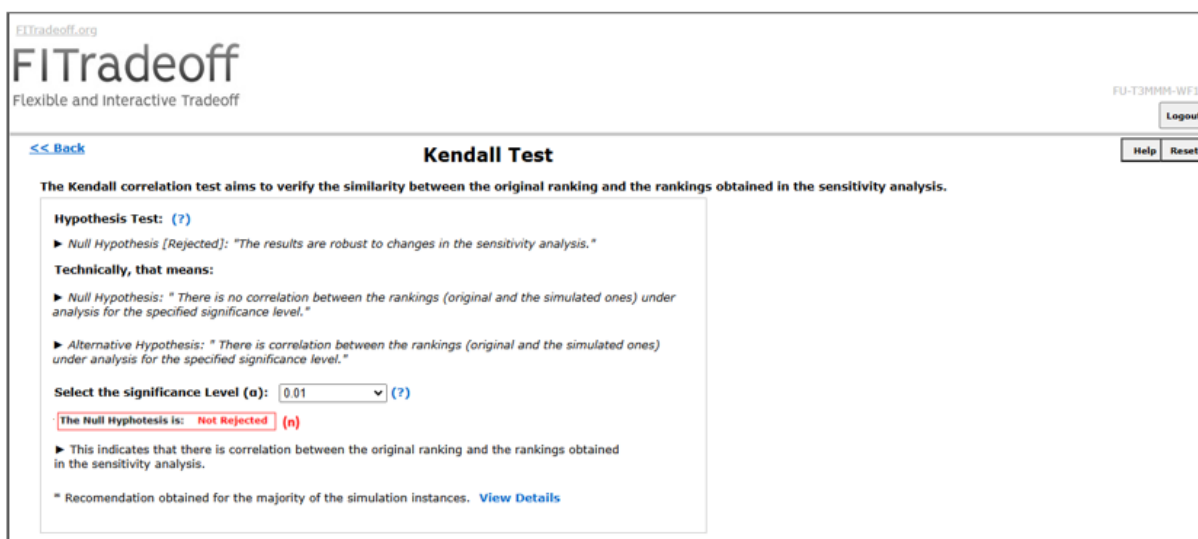 FITradeoff.org
FITradeoff
Flexible and Interactive Tradeoff
FU-T3MMM-WF1
Logout
<< Back
Kendall Test
Help Reset
The Kendall correlation test aims to verify the similarity between the original ranking and the rankings obtained in the sensitivity analysis.
Hypothesis Test: (?)
► Null Hypothesis [Rejected]: "The results are robust to changes in the sensitivity analysis."
Technically, that means:
► Null Hypothesis: " There is no correlation between the rankings (original and the simulated ones) under
analysis for the specified significance level."
► Alternative Hypothesis: " There is correlation between the rankings (original and the simulated ones)
under analysis for the specified significance level."
Select the significance Level (α): 0.01 (?)
The Null Hyphotesis is: Not Rejected (n)
► This indicates that there is correlation between the original ranking and the rankings obtained
in the sensitivity analysis.
* Recomendation obtained for the majority of the simulation instances. View Details